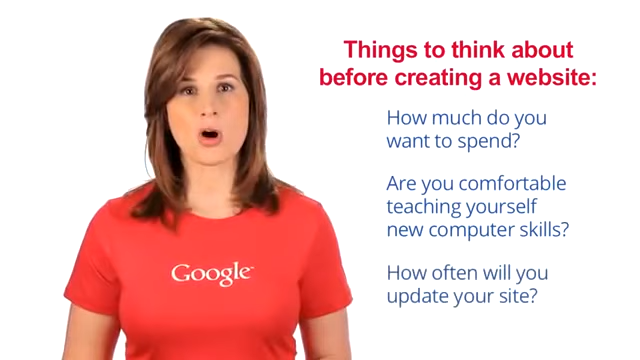 Things to think about
before creating a website:
How much do you
want to spend?
Are you comfortable
teaching yourself
new computer skills?
How often will you
update your site?
Google